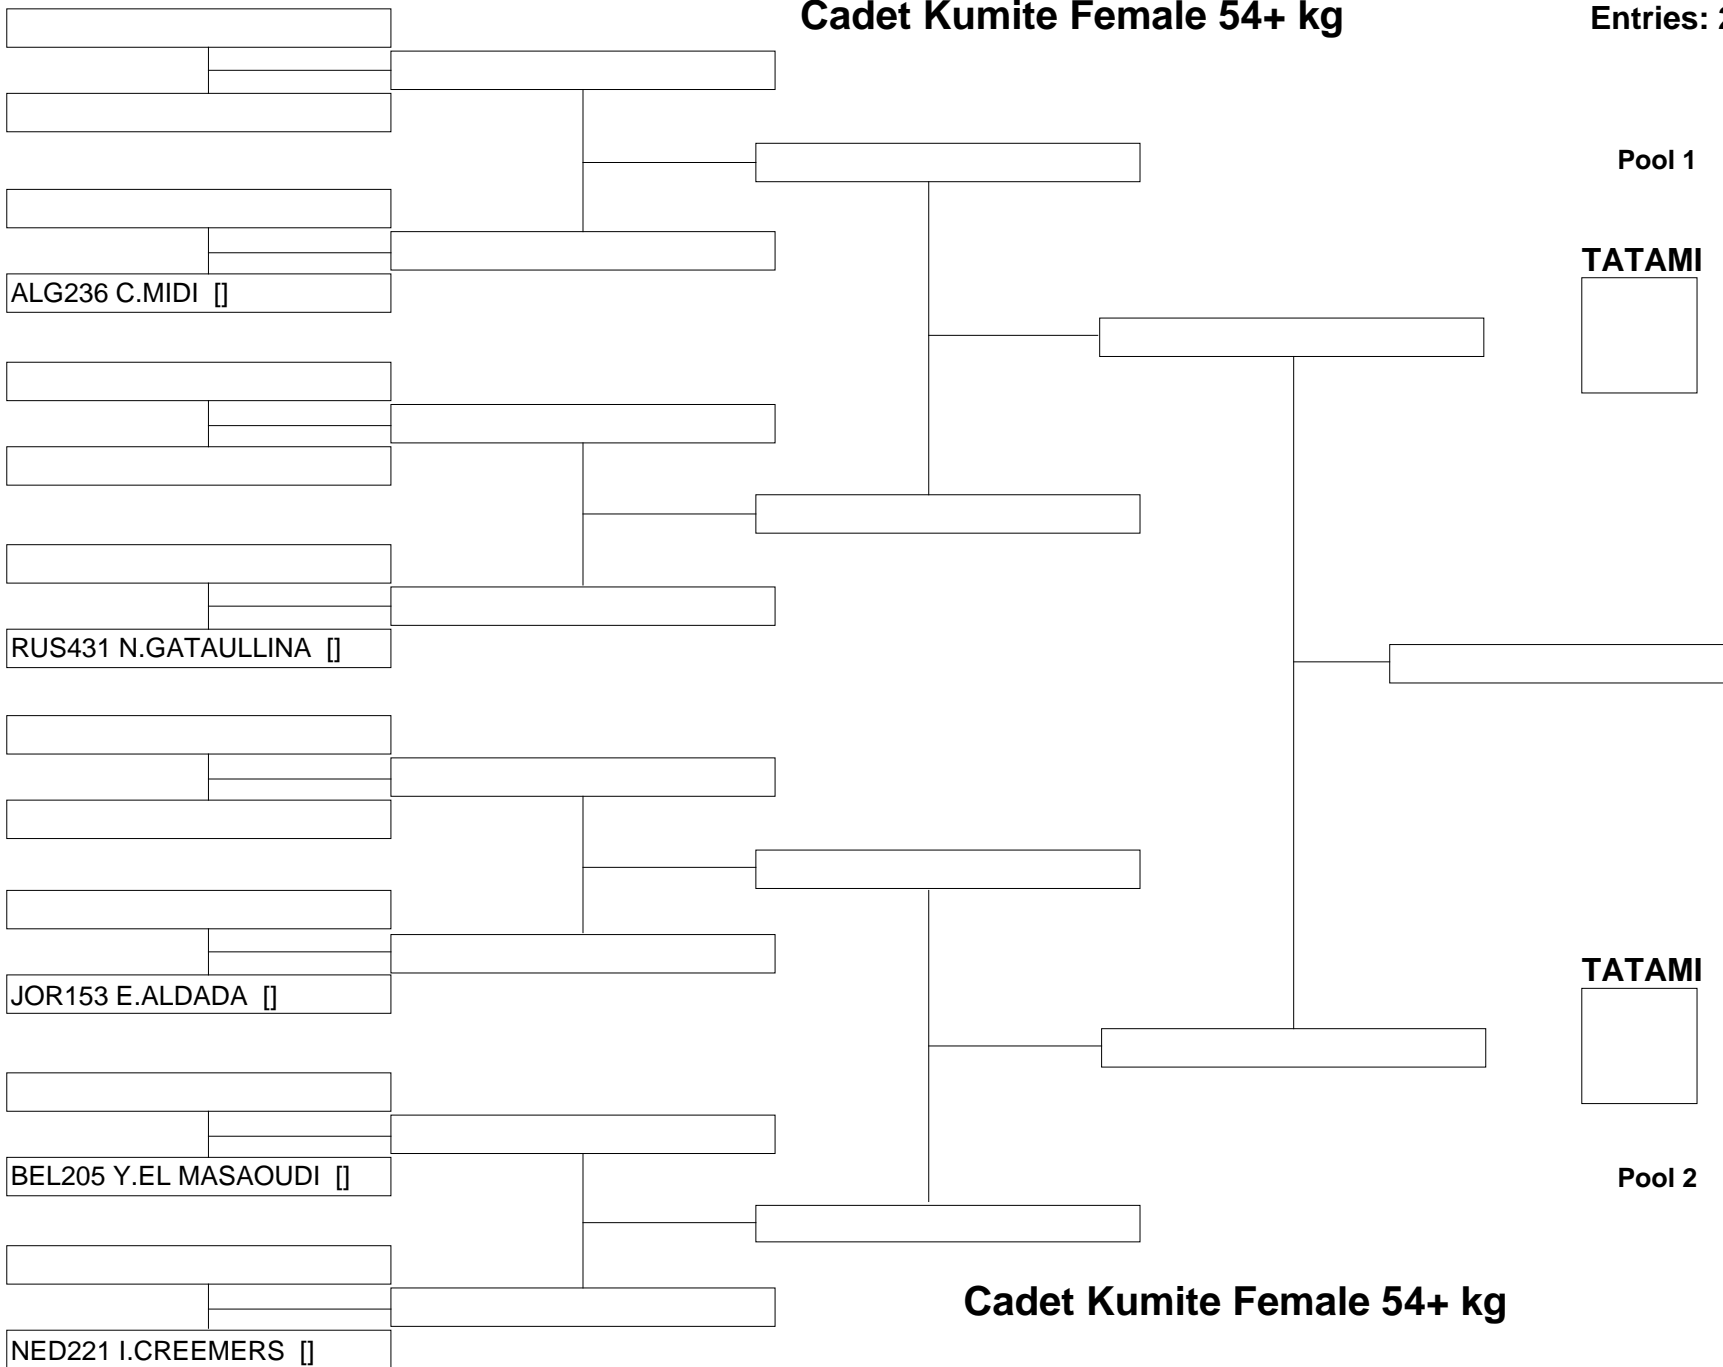 Cadet Kumite Female 54+ kg
Entries: 2
Pool 1
TATAMI
ALG236 C.MIDI []
RUS431 N.GATAULLINA []
TATAMI
JOR153 E.ALDADA []
BEL205 Y.EL MASAOUDI []
Pool 2
Cadet Kumite Female 54+ kg
NED221 I.CREEMERS []